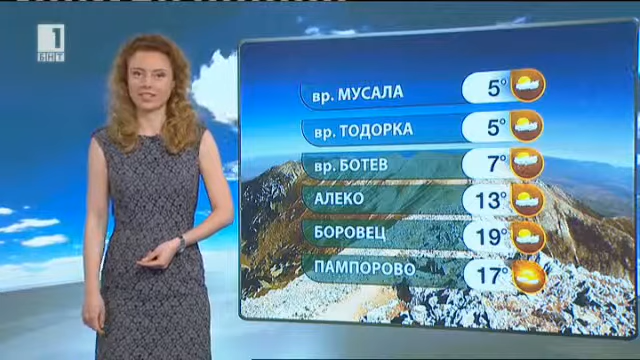 1
БНТ
вр. МУСАЛА 5°
вр. ТОДОРКА 5°
вр. БОТЕВ 7°
АЛЕКО 13°
БОРОВЕЦ 19°
ПАМПОРОВО 17°